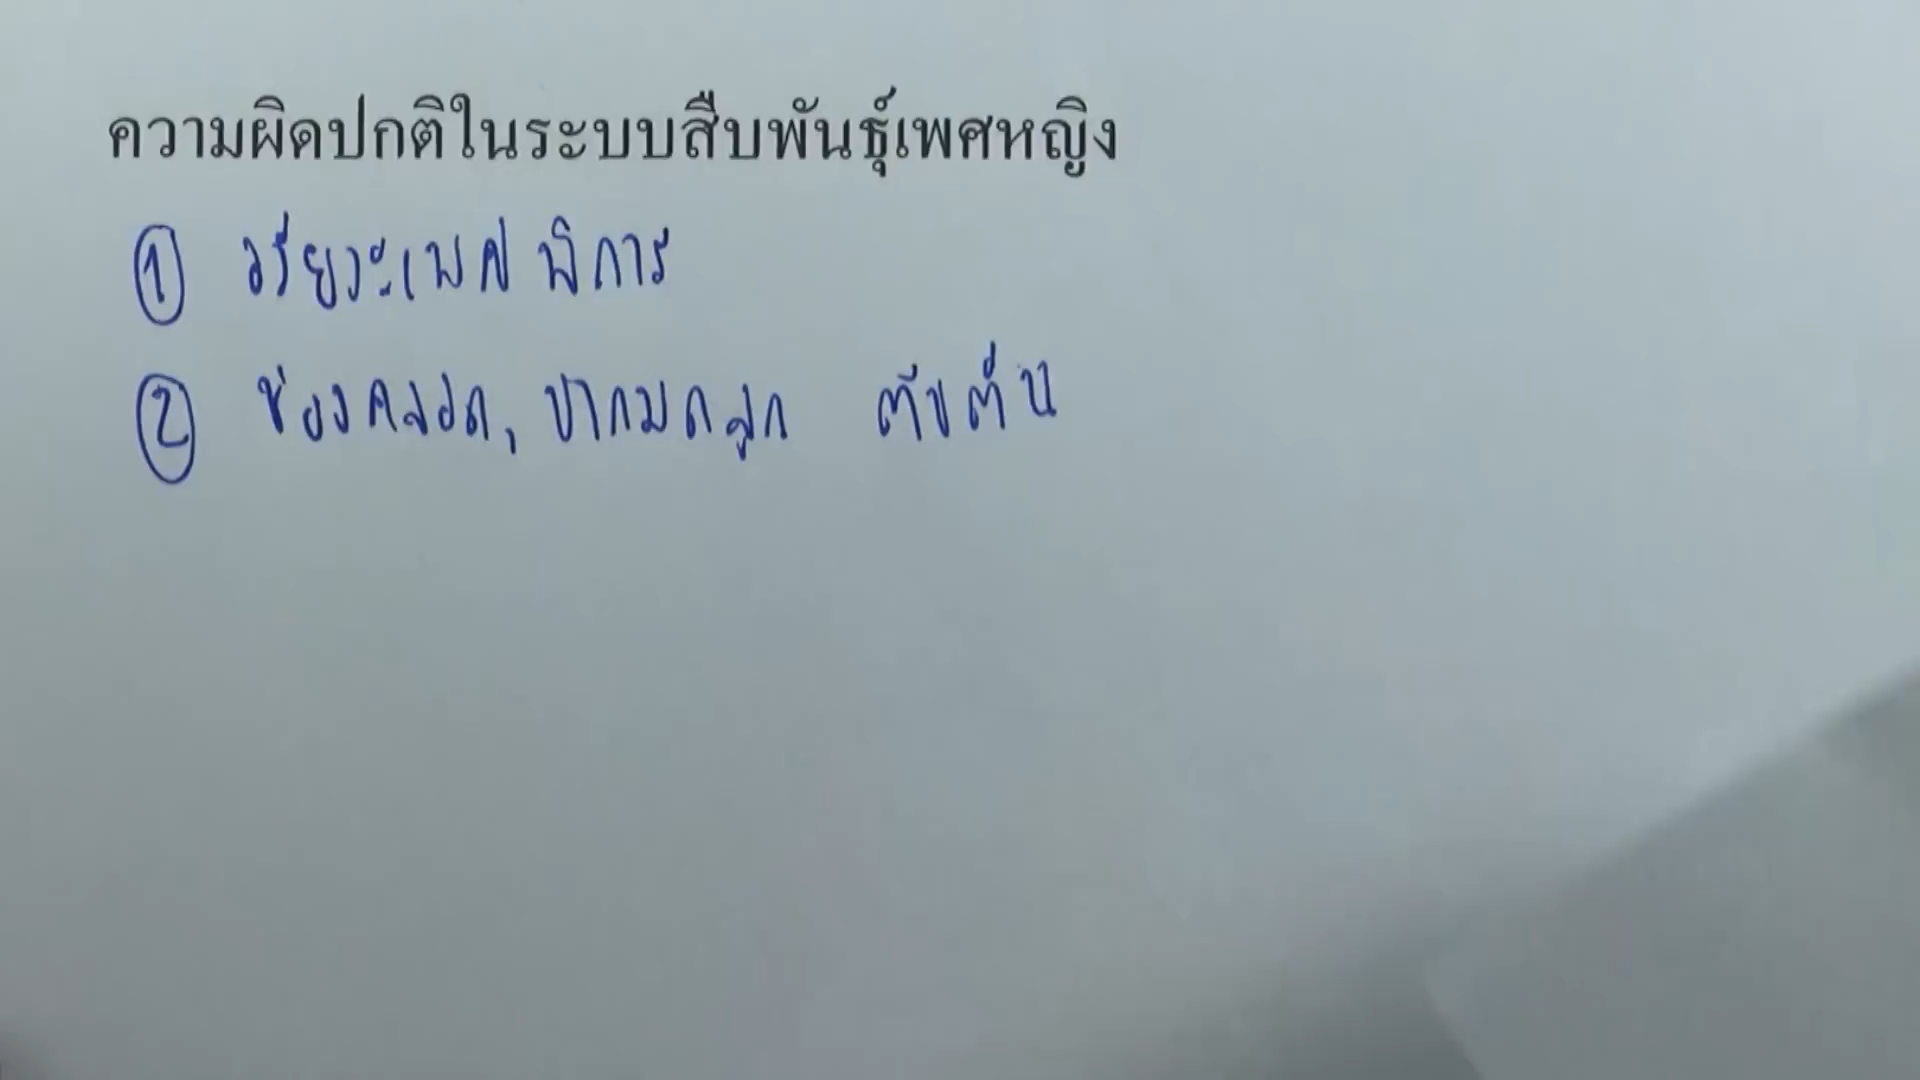 ความผิดปกติในระบบสืบพันธุ์เพศหญิง
① อวัยวะเพศ พิการ
② ช่องคลอด, ปากมดลูก ตีบตัน